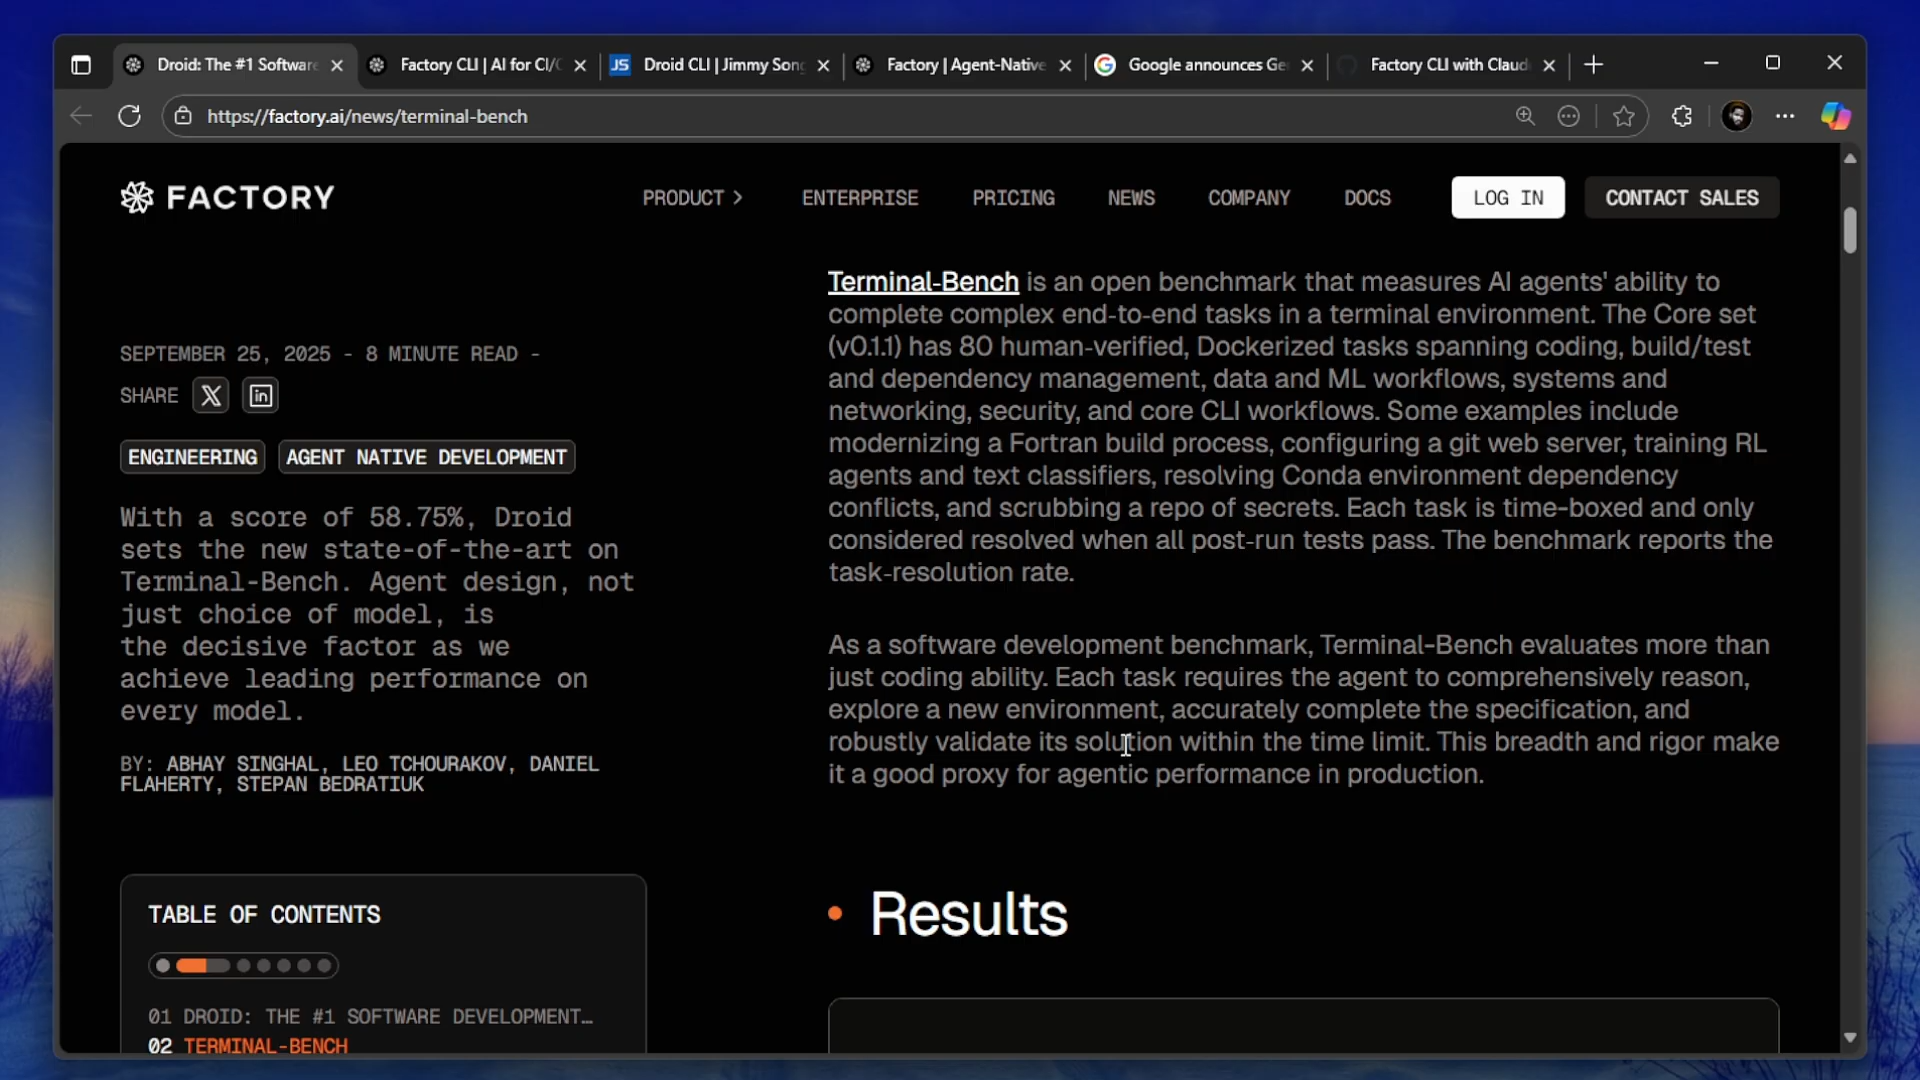 Droid: The #1 Software
Factory CLI | AI for CI/C
JS
Droid CLI | Jimmy Song
Factory | Agent-Native
Google announces Ge
Factory CLI with Claud
https://factory.ai/news/terminal-bench
FACTORY
PRODUCT
ENTERPRISE
PRICING
NEWS
COMPANY
DOCS
LOG IN
CONTACT SALES
SEPTEMBER 25, 2025 - 8 MINUTE READ -
SHARE
ENGINEERING
AGENT NATIVE DEVELOPMENT
With a score of 58.75%, Droid
sets the new state-of-the-art on
Terminal-Bench. Agent design, not
just choice of model, is
the decisive factor as we
achieve leading performance on
every model.
BY: ABHAY SINGHAL, LEO TCHOURAKOV, DANIEL
FLAHERTY, STEPAN BEDRATIUK
TABLE OF CONTENTS
01 DROID: THE #1 SOFTWARE DEVELOPMENT…
02 TERMINAL-BENCH
Terminal-Bench is an open benchmark that measures AI agents' ability to
complete complex end-to-end tasks in a terminal environment. The Core set
(v0.1.1) has 80 human-verified, Dockerized tasks spanning coding, build/test
and dependency management, data and ML workflows, systems and
networking, security, and core CLI workflows. Some examples include
modernizing a Fortran build process, configuring a git web server, training RL
agents and text classifiers, resolving Conda environment dependency
conflicts, and scrubbing a repo of secrets. Each task is time-boxed and only
considered resolved when all post-run tests pass. The benchmark reports the
task-resolution rate.
As a software development benchmark, Terminal-Bench evaluates more than
just coding ability. Each task requires the agent to comprehensively reason,
explore a new environment, accurately complete the specification, and
robustly validate its solution within the time limit. This breadth and rigor make
it a good proxy for agentic performance in production.
Results